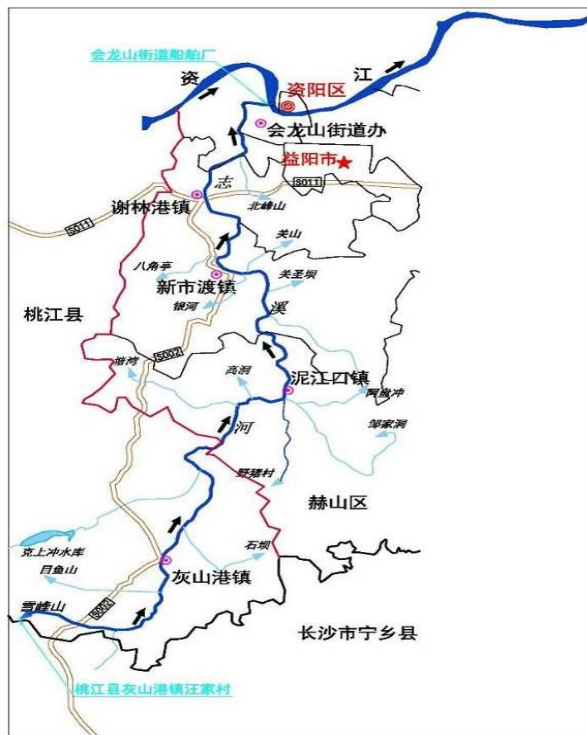 会龙山街道船舶厂
资
江
资阳区
会龙山街道办
益阳市
S011
志
北峰山
谢林港镇
S011
关山
八角亭
关圣坝
新市渡镇
银河
溪
桃江县
S002
塘湾
高洞
泥江口镇
邹家洞
河
野猪村
赫山区
克上冲水库
石坝
目鱼山
灰山港镇
雪峰山
S002
长沙市宁乡县
桃江县灰山港镇汪家村